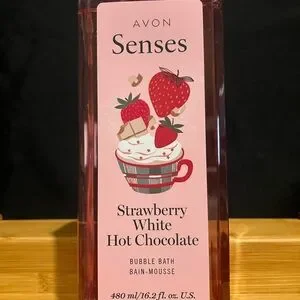 AVON
Senses
Strawberry
White
Hot Chocolate
BUBBLE BATH
BAIN-MOUSSE
480 ml/16.2 fl. oz. U.S.